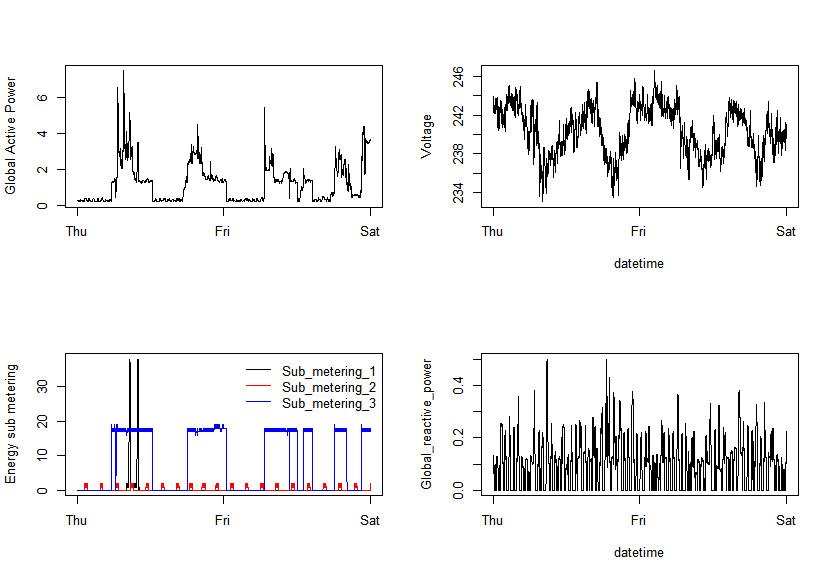 Global Active Power
0
2
4
6
Thu
Fri
Sat
Voltage
234
238
242
246
Thu
Fri
Sat
datetime
Energy sub metering
0
10
20
30
Sub_metering_1
Sub_metering_2
Sub_metering_3
Thu
Fri
Sat
Global_reactive_power
0.0
0.2
0.4
Thu
Fri
Sat
datetime